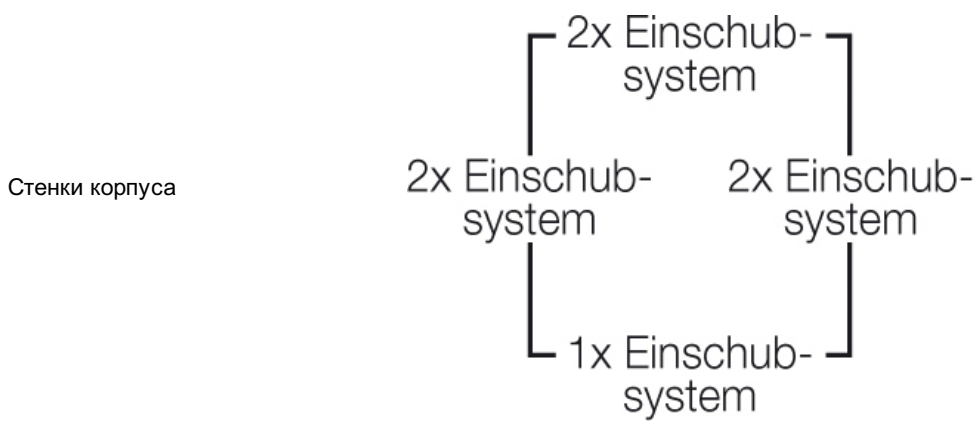 2x Einschub-
system
Стенки корпуса
2x Einschub-
system
2x Einschub-
system
1x Einschub-
system